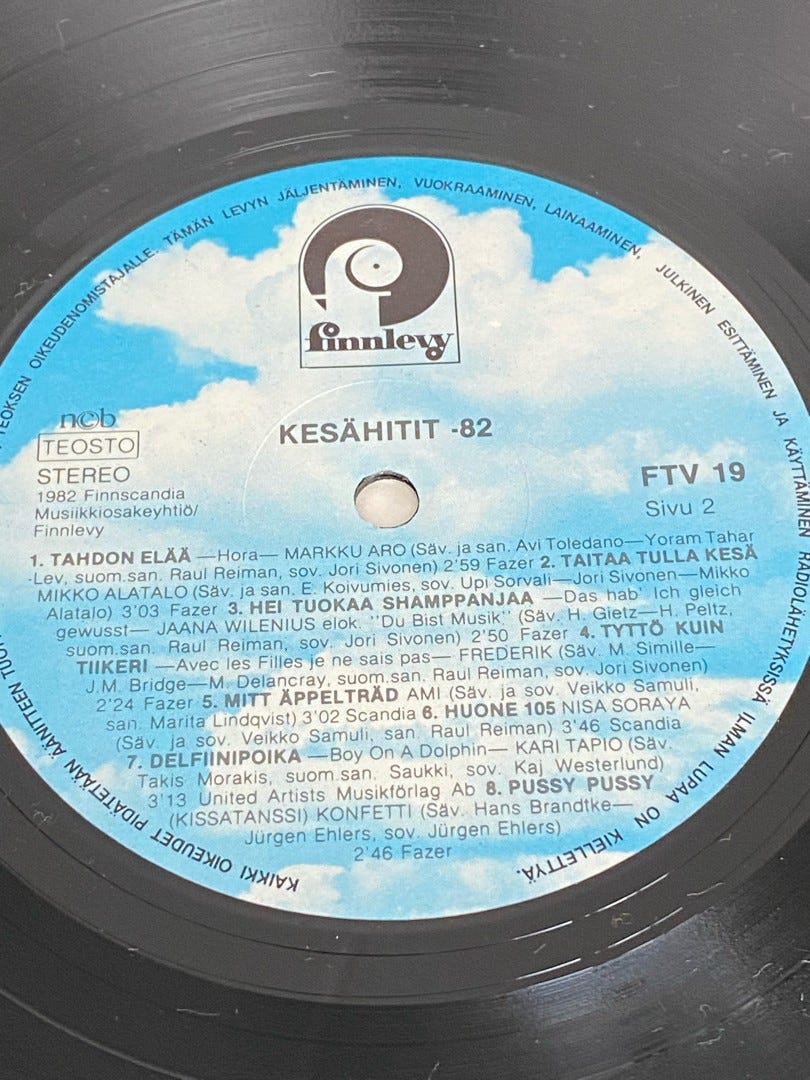 TEOKSEN OIKEUDENOMISTAJALLE. TÄMÄN LEVYN JÄLJENTÄMINEN, VUOKRAAMINEN, LAINAAMINEN, JULKINEN ESITTÄMINEN JA KÄYTTÄMINEN RADIOLÄHETYKSISSÄ ILMAN LUPAA ON KIELLETTYÄ.
finnlevy
ncb
TEOSTO
STEREO
1982 Finnscandia
Musiikkiosakeyhtiö/
Finnlevy
KESÄHITIT -82
FTV 19
Sivu 2
1. TAHDON ELÄÄ —Hora— MARKKU ARO (Säv. ja san. Avi Toledano—Yoram Tahar
-Lev, suom.san. Raul Reiman, sov. Jori Sivonen) 2'59 Fazer 2. TAITAA TULLA KESÄ
MIKKO ALATALO (Säv. ja san. E. Koivumies, sov. Upi Sorvali—Jori Sivonen—Mikko
Alatalo) 3'03 Fazer 3. HEI TUOKAA SHAMPPANJAA —Das hab' Ich gleich
gewusst— JAANA WILENIUS elok. "Du Bist Musik" (Säv. H. Gietz—H. Peltz,
suom.san. Raul Reiman, sov. Jori Sivonen) 2'50 Fazer 4. TYTTÖ KUIN
TIIKERI —Avec les Filles je ne sais pas— FREDERIK (Säv. M. Simille—
J.M. Bridge—M. Delancray, suom.san. Raul Reiman, sov. Jori Sivonen)
2'24 Fazer 5. MITT ÄPPELTRÄD AMI (Säv. ja sov. Veikko Samuli,
san. Marita Lindqvist) 3'02 Scandia 6. HUONE 105 NISA SORAYA
(Säv. ja sov. Veikko Samuli, san. Raul Reiman) 3'46 Scandia
7. DELFIINIPOIKA —Boy On A Dolphin— KARI TAPIO (Säv.
Takis Morakis, suom.san. Saukki, sov. Kaj Westerlund)
3'13 United Artists Musikförlag Ab 8. PUSSY PUSSY
(KISSATANSSI) KONFETTI (Säv. Hans Brandtke—
Jürgen Ehlers, sov. Jürgen Ehlers)
2'46 Fazer
KAIKKI OIKEUDET PIDÄTETÄÄN ÄÄNITTEEN